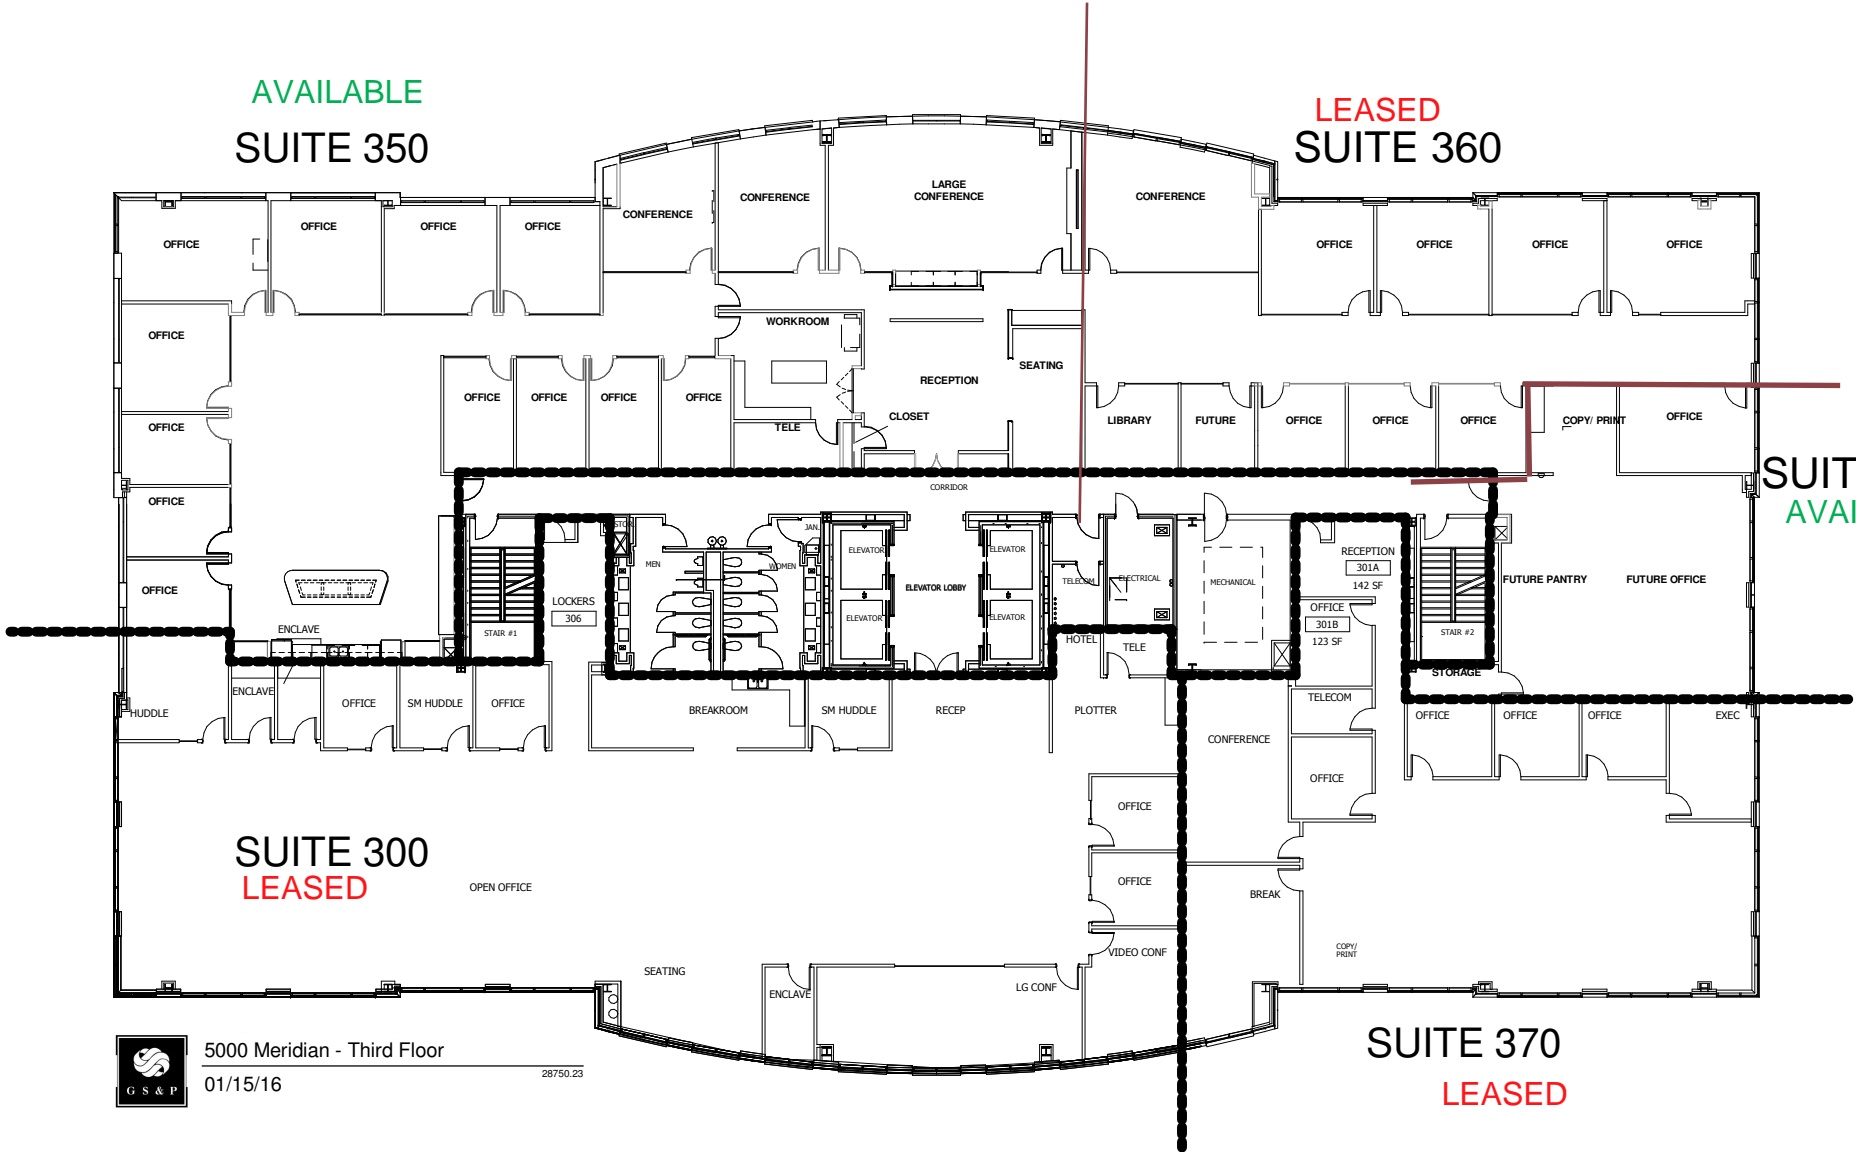 AVAILABLE
SUITE 350
LEASED
SUITE 360
LARGE
CONFERENCE
CONFERENCE
CONFERENCE
CONFERENCE
OFFICE
OFFICE
OFFICE
OFFICE
OFFICE
OFFICE
OFFICE
OFFICE
WORKROOM
OFFICE
SEATING
RECEPTION
OFFICE
OFFICE
OFFICE
OFFICE
CLOSET
TELE
LIBRARY
FUTURE
OFFICE
OFFICE
OFFICE
COPY/ PRINT
OFFICE
OFFICE
SUIT
AVAI
CORRIDOR
OFFICE
STOR.
JAN.
MEN
WOMEN
ELEVATOR
ELEVATOR
ELEVATOR LOBBY
TELECOM
ELECTRICAL
MECHANICAL
RECEPTION
301A
142 SF
FUTURE PANTRY
FUTURE OFFICE
OFFICE
LOCKERS
306
ELEVATOR
ELEVATOR
OFFICE
301B
123 SF
STAIR #1
STAIR #2
ENCLAVE
HOTEL
TELE
STORAGE
ENCLAVE
HUDDLE
OFFICE
SM HUDDLE
OFFICE
BREAKROOM
SM HUDDLE
RECEP
PLOTTER
TELECOM
OFFICE
OFFICE
OFFICE
EXEC
CONFERENCE
OFFICE
OFFICE
SUITE 300
LEASED
OPEN OFFICE
OFFICE
BREAK
VIDEO CONF
COPY/
PRINT
SEATING
ENCLAVE
LG CONF
SUITE 370
LEASED
GS&P
5000 Meridian - Third Floor
28750.23
01/15/16